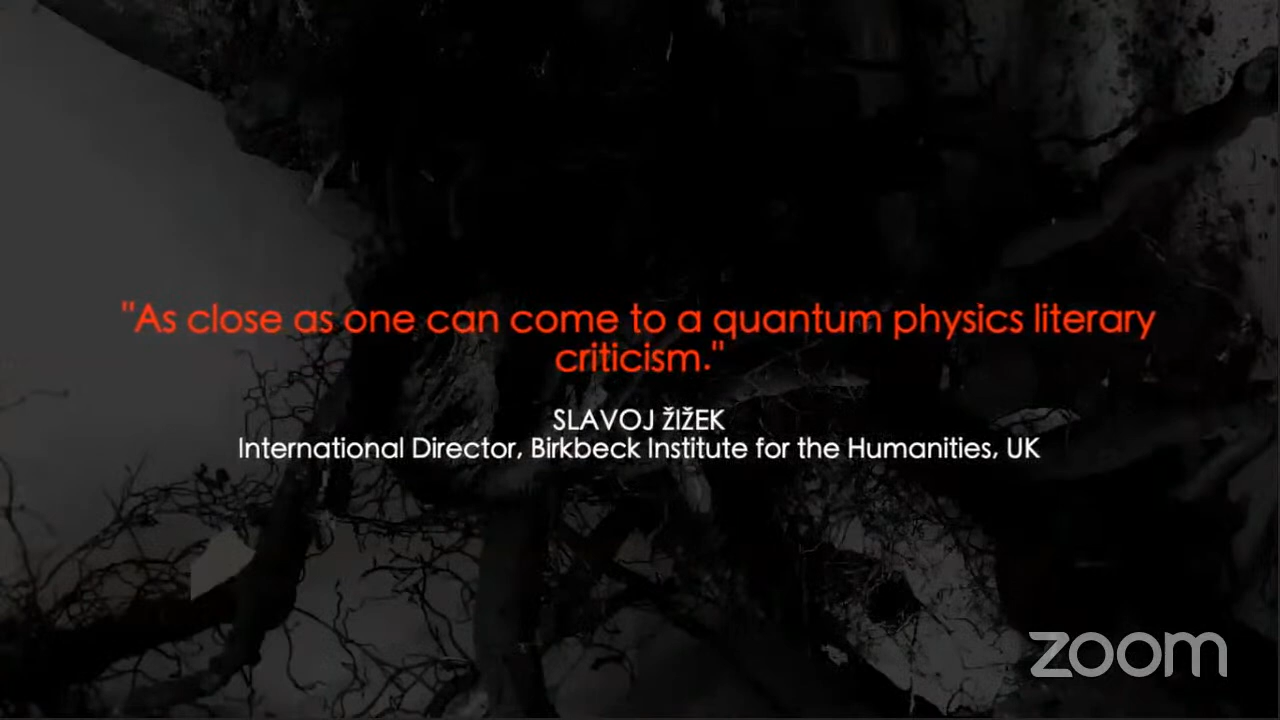 "As close as one can come to a quantum physics literary
criticism."
SLAVOJ ŽIŽEK
International Director, Birkbeck Institute for the Humanities, UK
zoom